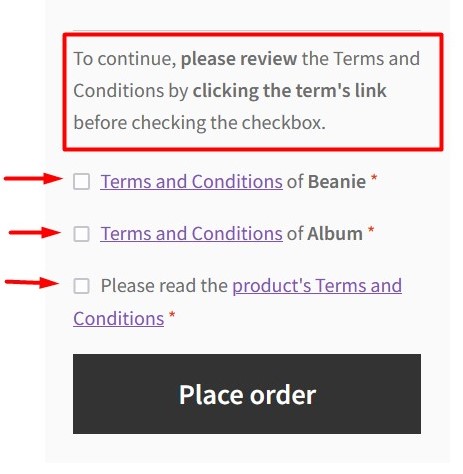 To continue, please review the Terms and
Conditions by clicking the term's link
before checking the checkbox.
Terms and Conditions of Beanie *
Terms and Conditions of Album *
Please read the product's Terms and
Conditions *
Place order